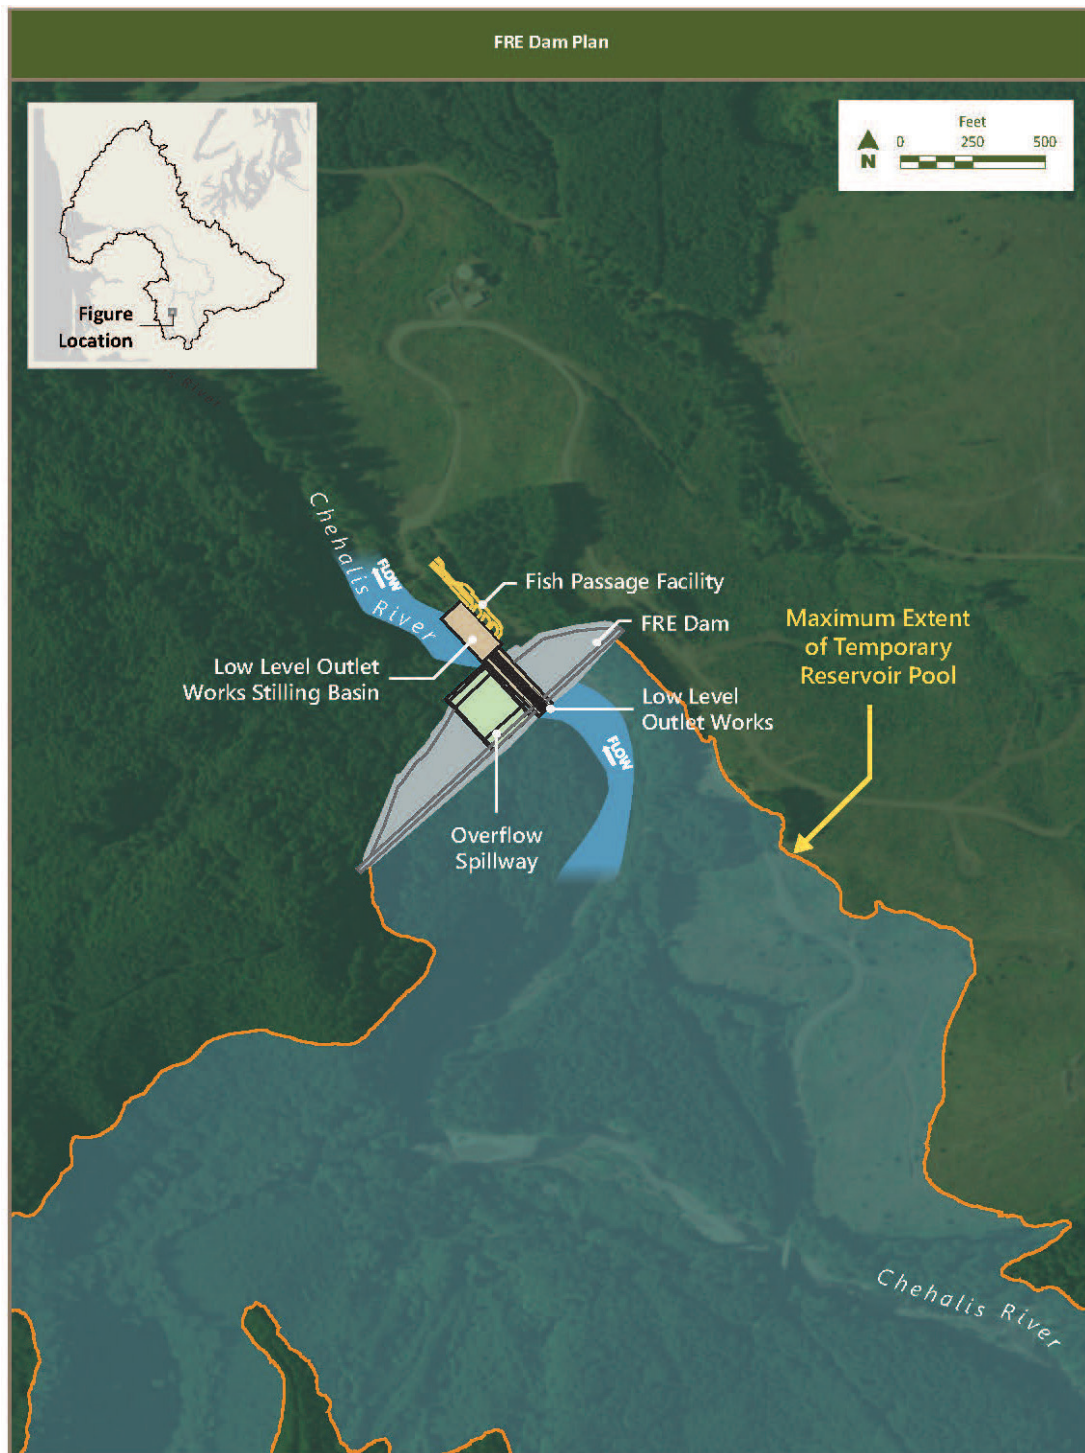 FRE Dam Plan
Feet
0 250 500
N
Figure
Location
River
Chehalis River
FLOW
Fish Passage Facility
FRE Dam
Maximum Extent
of Temporary
Reservoir Pool
Low Level Outlet
Works Stilling Basin
Low Level
Outlet Works
FLOW
Overflow
Spillway
Chehalis River